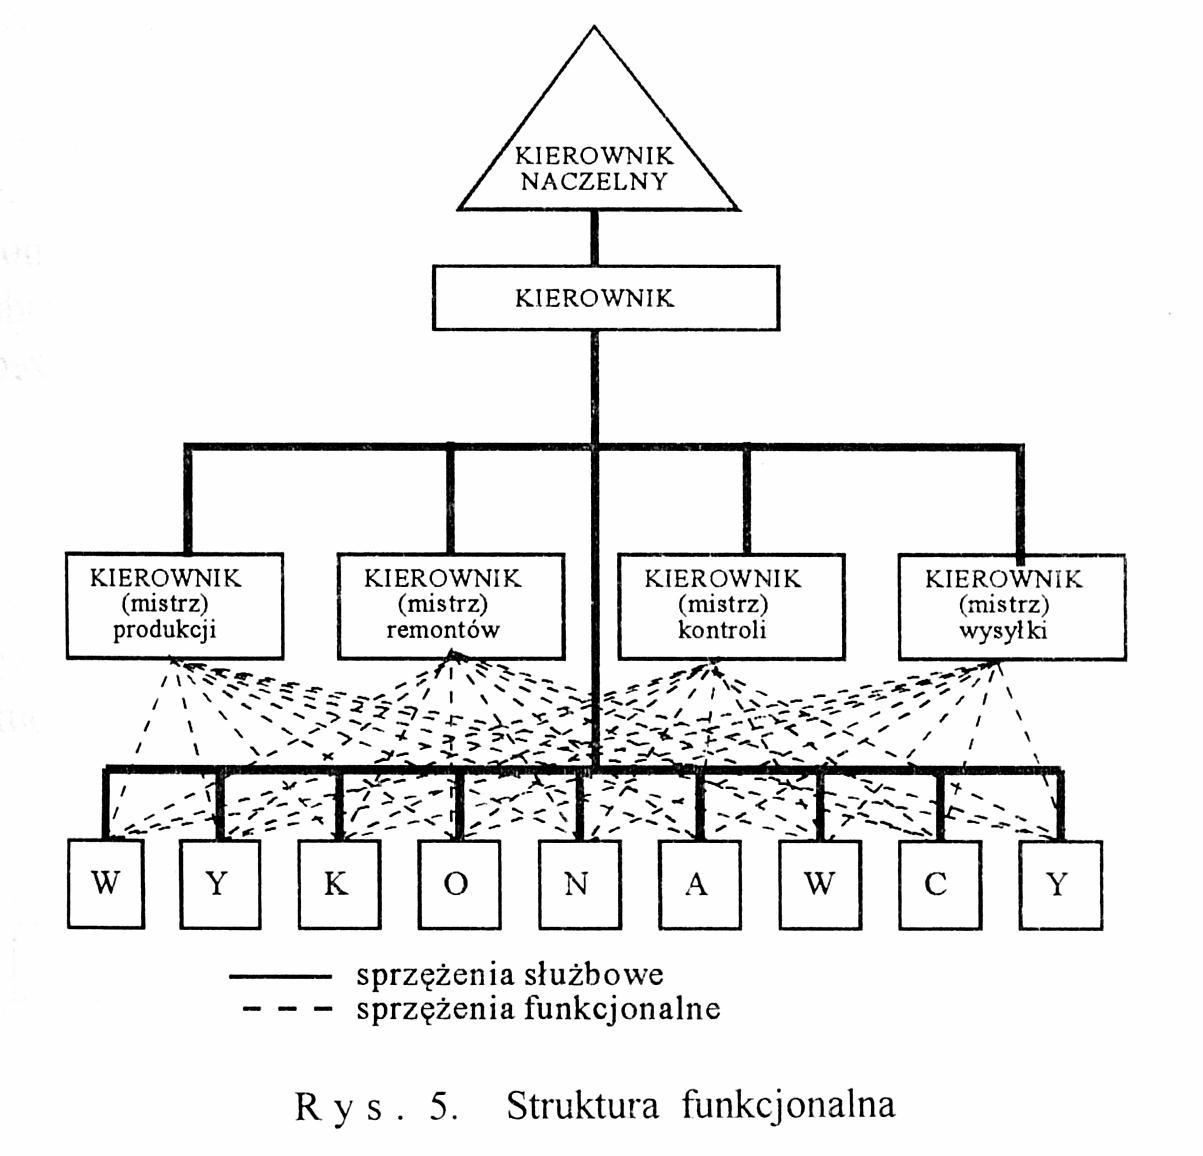 KIEROWNIK
NACZELNY
KIEROWNIK
KIEROWNIK
(mistrz)
produkcji
KIEROWNIK
(mistrz)
remontów
KIEROWNIK
(mistrz)
kontroli
KIEROWNIK
(mistrz)
wysyłki
W Y K O N A W C Y
sprzężenia służbowe
sprzężenia funkcjonalne
Rys. 5. Struktura funkcjonalna